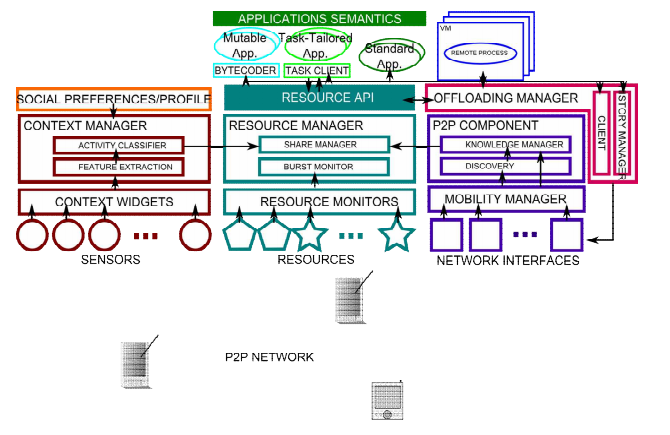 APPLICATIONS SEMANTICS
Mutable
App.
Task-Tailored
App.
Standard
App.
VM
REMOTE PROCESS
BYTECODER
TASK CLIENT
SOCIAL PREFERENCES/PROFILE
RESOURCE API
OFFLOADING MANAGER
CLIENT
STORY MANAGER
CONTEXT MANAGER
ACTIVITY CLASSIFIER
FEATURE EXTRACTION
RESOURCE MANAGER
SHARE MANAGER
BURST MONITOR
P2P COMPONENT
KNOWLEDGE MANAGER
DISCOVERY
CONTEXT WIDGETS
RESOURCE MONITORS
MOBILITY MANAGER
SENSORS
RESOURCES
NETWORK INTERFACES
P2P NETWORK